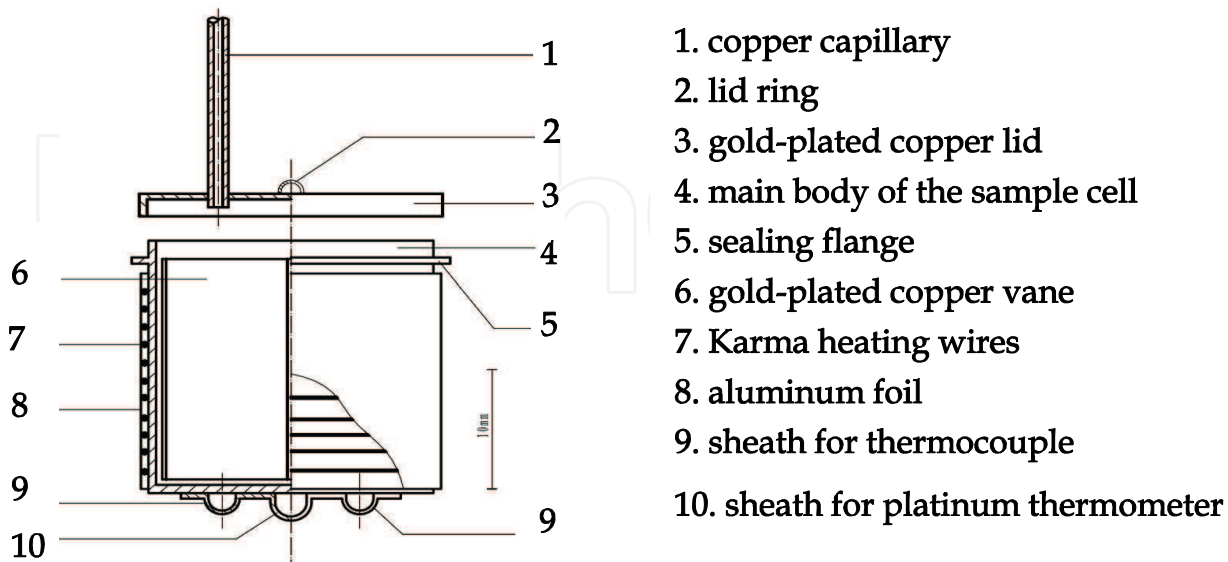 1
2
3
4
5
6
7
8
9
10
9
10mm
1. copper capillary
2. lid ring
3. gold-plated copper lid
4. main body of the sample cell
5. sealing flange
6. gold-plated copper vane
7. Karma heating wires
8. aluminum foil
9. sheath for thermocouple
10. sheath for platinum thermometer